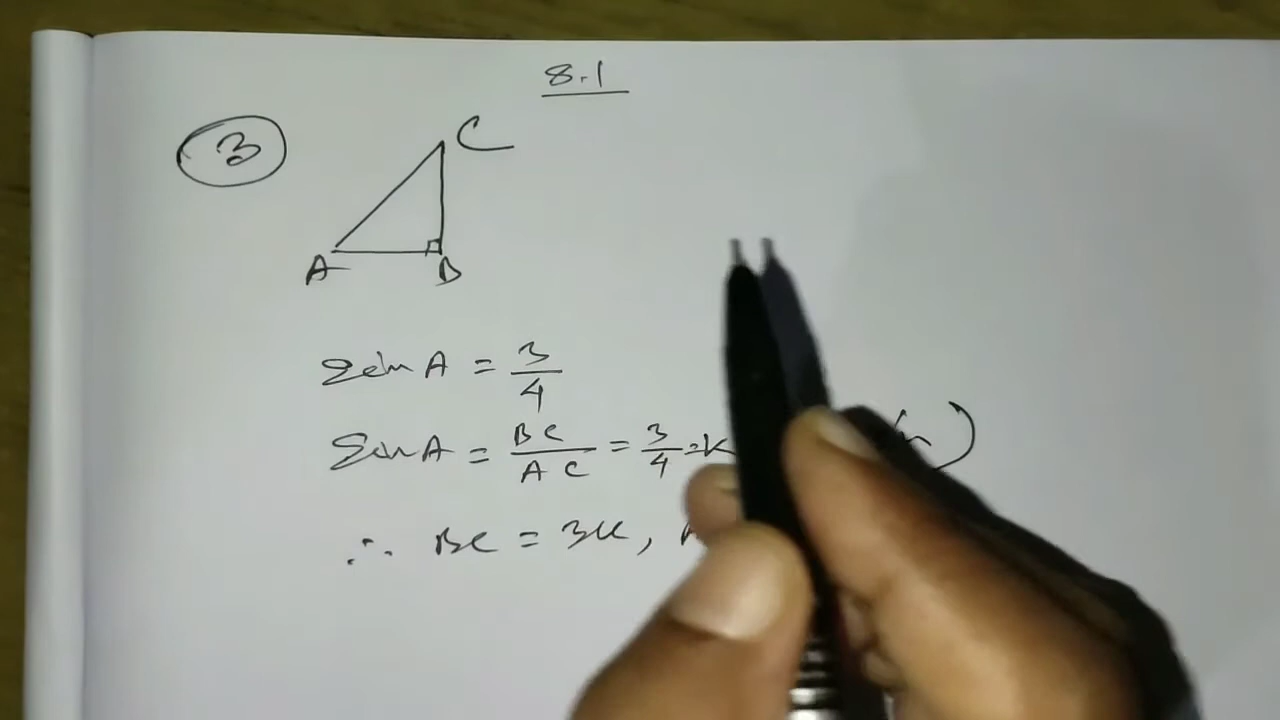 8.1
3
C
A B
Sin A = 3/4
Sin A = BC/AC = 3/4 = K
∴ BC = 3K,